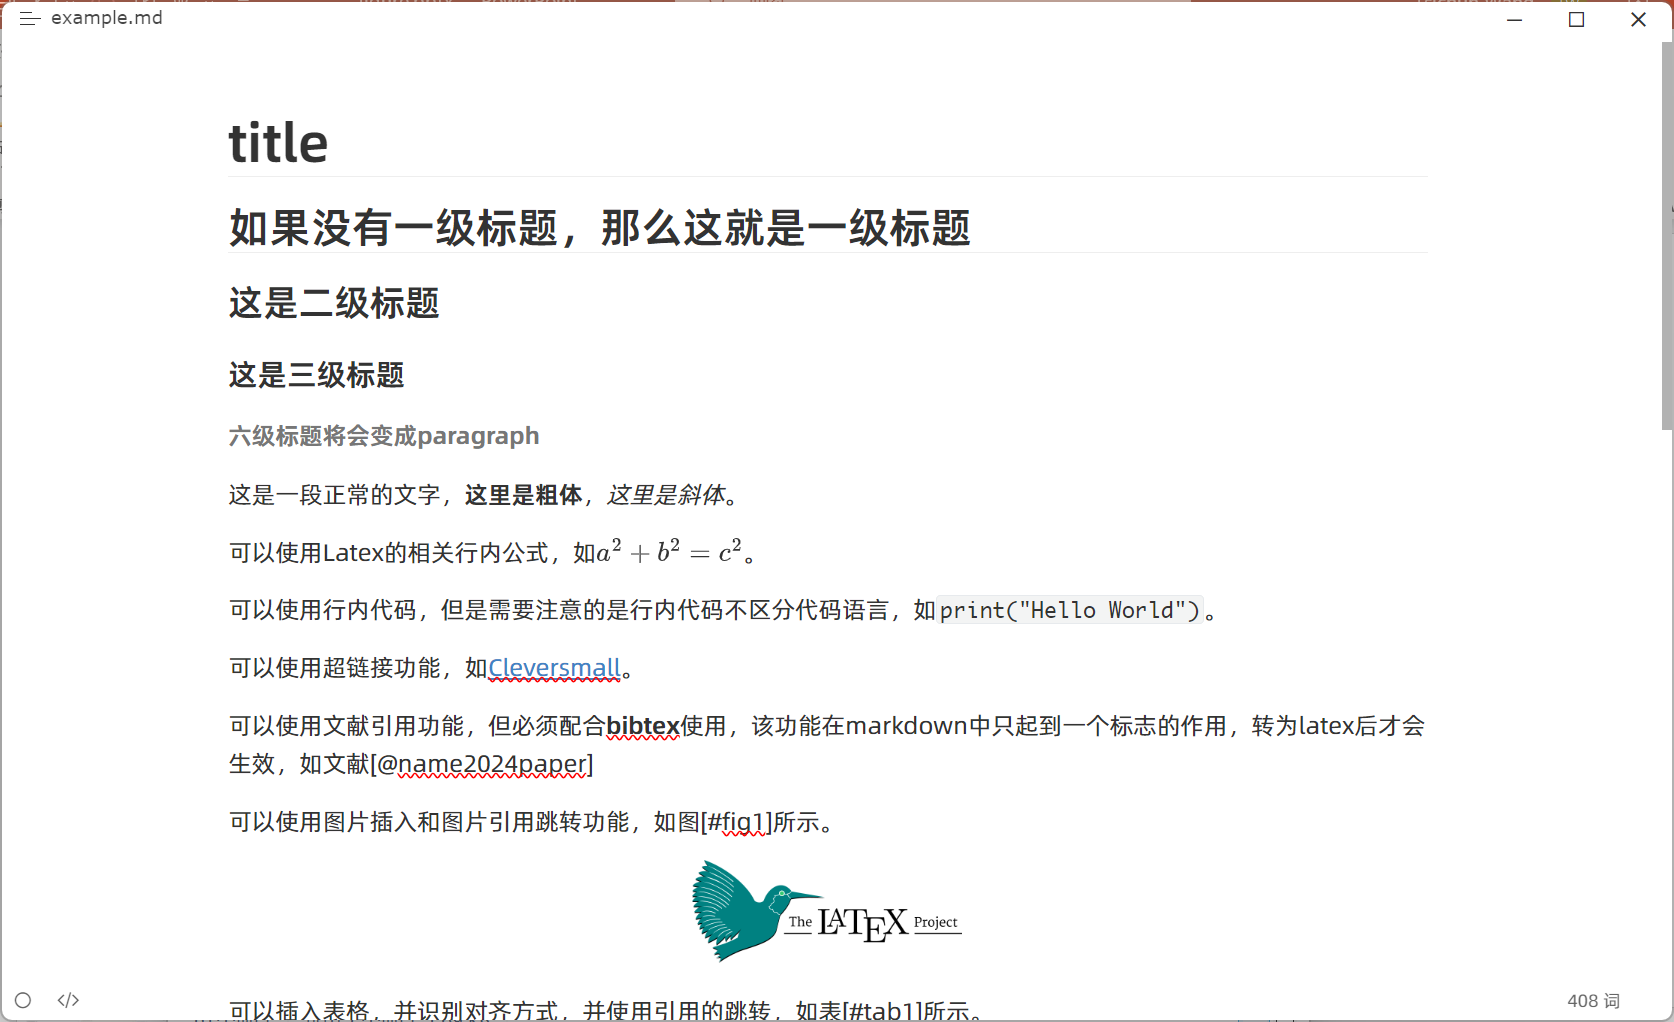 example.md
title
如果没有一级标题，那么这就是一级标题
这是二级标题
这是三级标题
六级标题将会变成paragraph
这是一段正常的文字，这里是粗体，这里是斜体。
可以使用Latex的相关行内公式，如a² + b² = c²。
可以使用行内代码，但是需要注意的是行内代码不区分代码语言，如print("Hello World")。
可以使用超链接功能，如Cleversmall。
可以使用文献引用功能，但必须配合bibtex使用，该功能在markdown中只起到一个标志的作用，转为latex后才会
生效，如文献[@name2024paper]
可以使用图片插入和图片引用跳转功能，如图[#fig1]所示。
The LATEX Project
可以插入表格，并识别对齐方式，并使用引用的跳转，如表[#tab1]所示。
</> 408 词